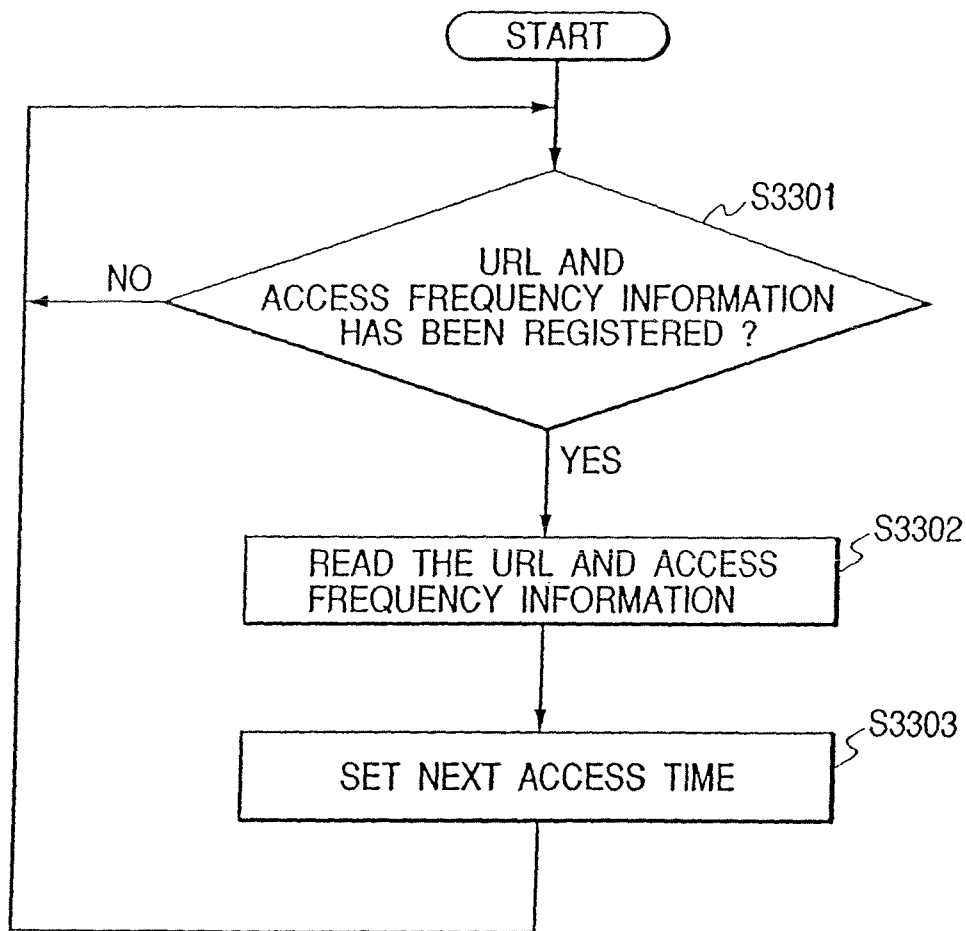 START
S3301
URL AND
ACCESS FREQUENCY INFORMATION
HAS BEEN REGISTERED ?
NO
YES
S3302
READ THE URL AND ACCESS
FREQUENCY INFORMATION
S3303
SET NEXT ACCESS TIME